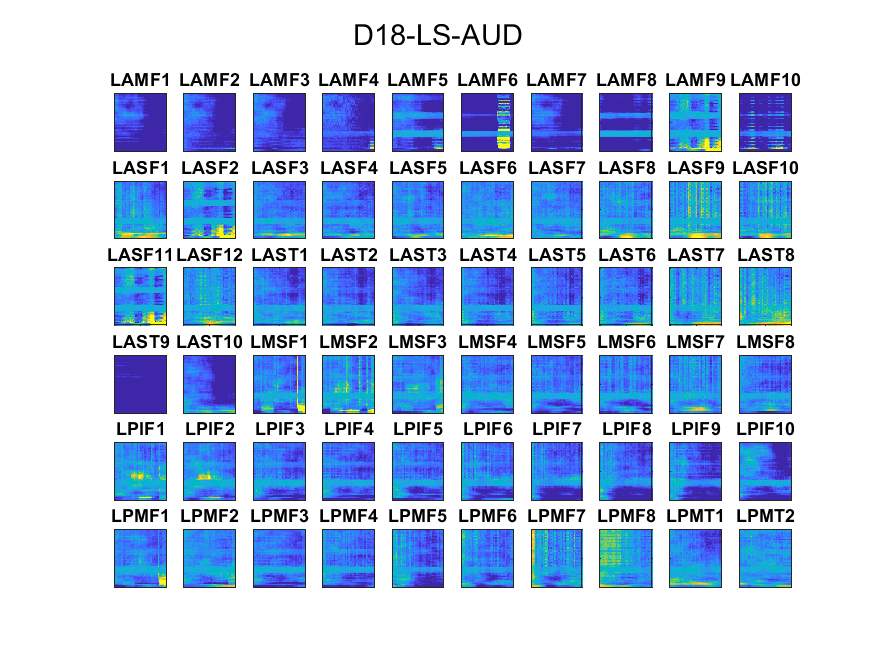 D18-LS-AUD
LAMF1 LAMF2 LAMF3 LAMF4 LAMF5 LAMF6 LAMF7 LAMF8 LAMF9 LAMF10
LASF1 LASF2 LASF3 LASF4 LASF5 LASF6 LASF7 LASF8 LASF9 LASF10
LASF11 LASF12 LAST1 LAST2 LAST3 LAST4 LAST5 LAST6 LAST7 LAST8
LAST9 LAST10 LMSF1 LMSF2 LMSF3 LMSF4 LMSF5 LMSF6 LMSF7 LMSF8
LPIF1 LPIF2 LPIF3 LPIF4 LPIF5 LPIF6 LPIF7 LPIF8 LPIF9 LPIF10
LPMF1 LPMF2 LPMF3 LPMF4 LPMF5 LPMF6 LPMF7 LPMF8 LPMT1 LPMT2